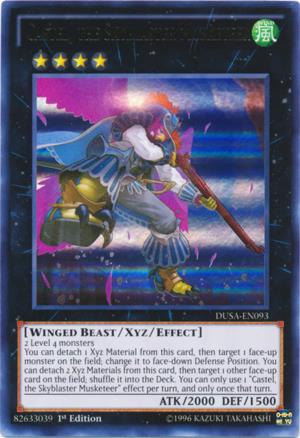 CASTEL, THE SKYBLASTER MUSKETEER
風
DUSA-EN093
[WINGED BEAST/XYZ/EFFECT]
2 Level 4 monsters
You can detach 1 Xyz Material from this card, then target 1 face-up
monster on the field; change it to face-down Defense Position. You can
detach 2 Xyz Materials from this card, then target 1 other face-up
card on the field; shuffle it into the Deck. You can only use 1 "Castel,
the Skyblaster Musketeer" effect per turn, and only once that turn.
ATK/2000 DEF/1500
82633039 1st Edition ©1996 KAZUKI TAKAHASHI